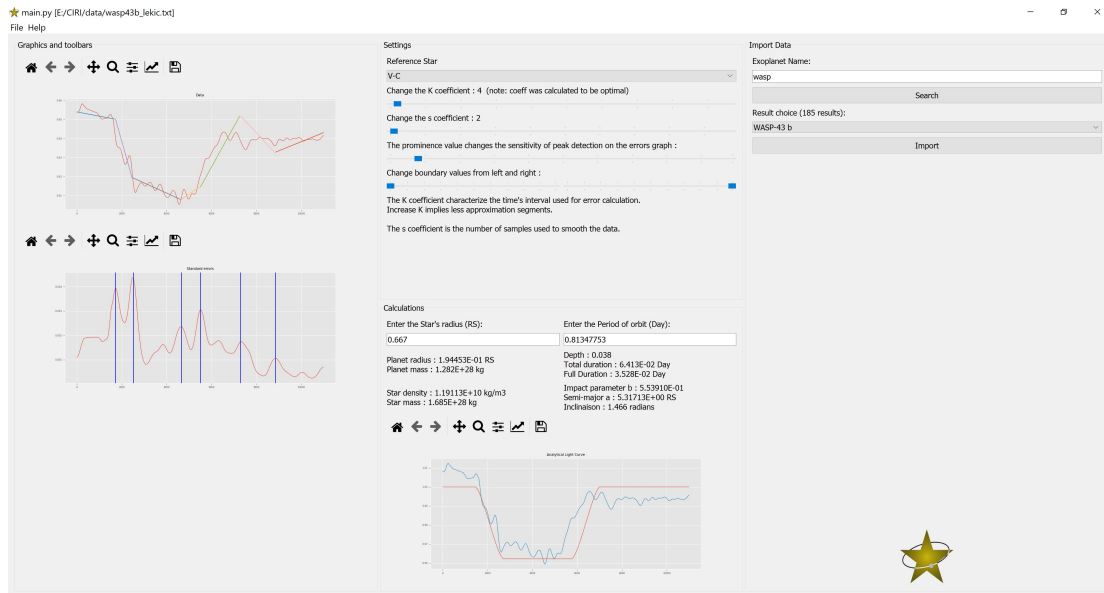 main.py [E:/CIRI/data/wasp43b_lekic.txt]
File Help
Graphics and toolbars
Data
Standard errors
Settings
Reference Star
V-C
Change the K coefficient : 4 (note: coeff was calculated to be optimal)
Change the s coefficient : 2
The prominence value changes the sensitivity of peak detection on the errors graph :
Change boundary values from left and right :
The K coefficient characterize the time's interval used for error calculation.
Increase K implies less approximation segments.
The s coefficient is the number of samples used to smooth the data.
Calculations
Enter the Star's radius (RS):
Enter the Period of orbit (Day):
0.667
0.81347753
Planet radius : 1.94453E-01 RS
Planet mass : 1.282E+28 kg
Star density : 1.19113E+10 kg/m3
Star mass : 1.685E+28 kg
Depth : 0.038
Total duration : 6.413E-02 Day
Full Duration : 3.528E-02 Day
Impact parameter b : 5.53910E-01
Semi-major a : 5.31713E+00 RS
Inclinaison : 1.466 radians
Analytical Light Curve
Import Data
Exoplanet Name:
wasp
Search
Result choice (185 results):
WASP-43 b
Import